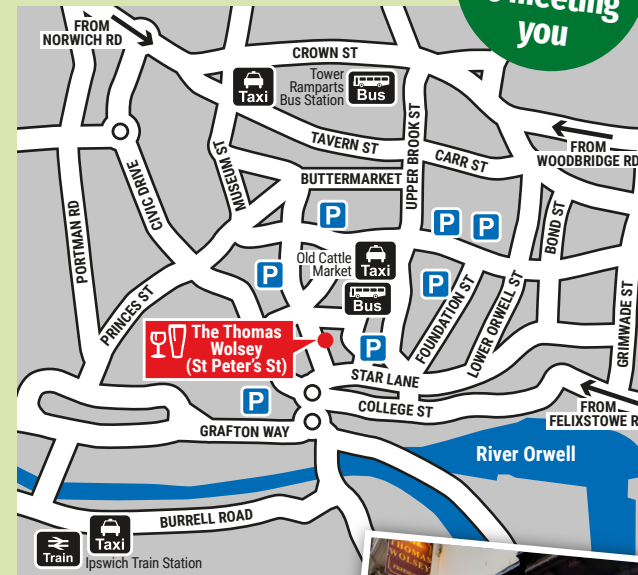 meeting
you
FROM
NORWICH RD
CROWN ST
Taxi
Tower
Ramparts
Bus Station
Bus
TAVERN ST
CARR ST
FROM
WOODBRIDGE RD
MUSEUM ST
BUTTERMARKET
UPPER BROOK ST
CIVIC DRIVE
PORTMAN RD
P
P
P
BOND ST
Old Cattle
Market
Taxi
Bus
P
P
FOUNDATION ST
LOWER ORWELL ST
GRIMWADE ST
PRINCES ST
The Thomas
Wolsey
(St Peter's St)
P
STAR LANE
P
COLLEGE ST
FROM
FELIXSTOWE R
GRAFTON WAY
River Orwell
BURRELL ROAD
Train
Taxi
Ipswich Train Station
THOMAS
WOLSEY